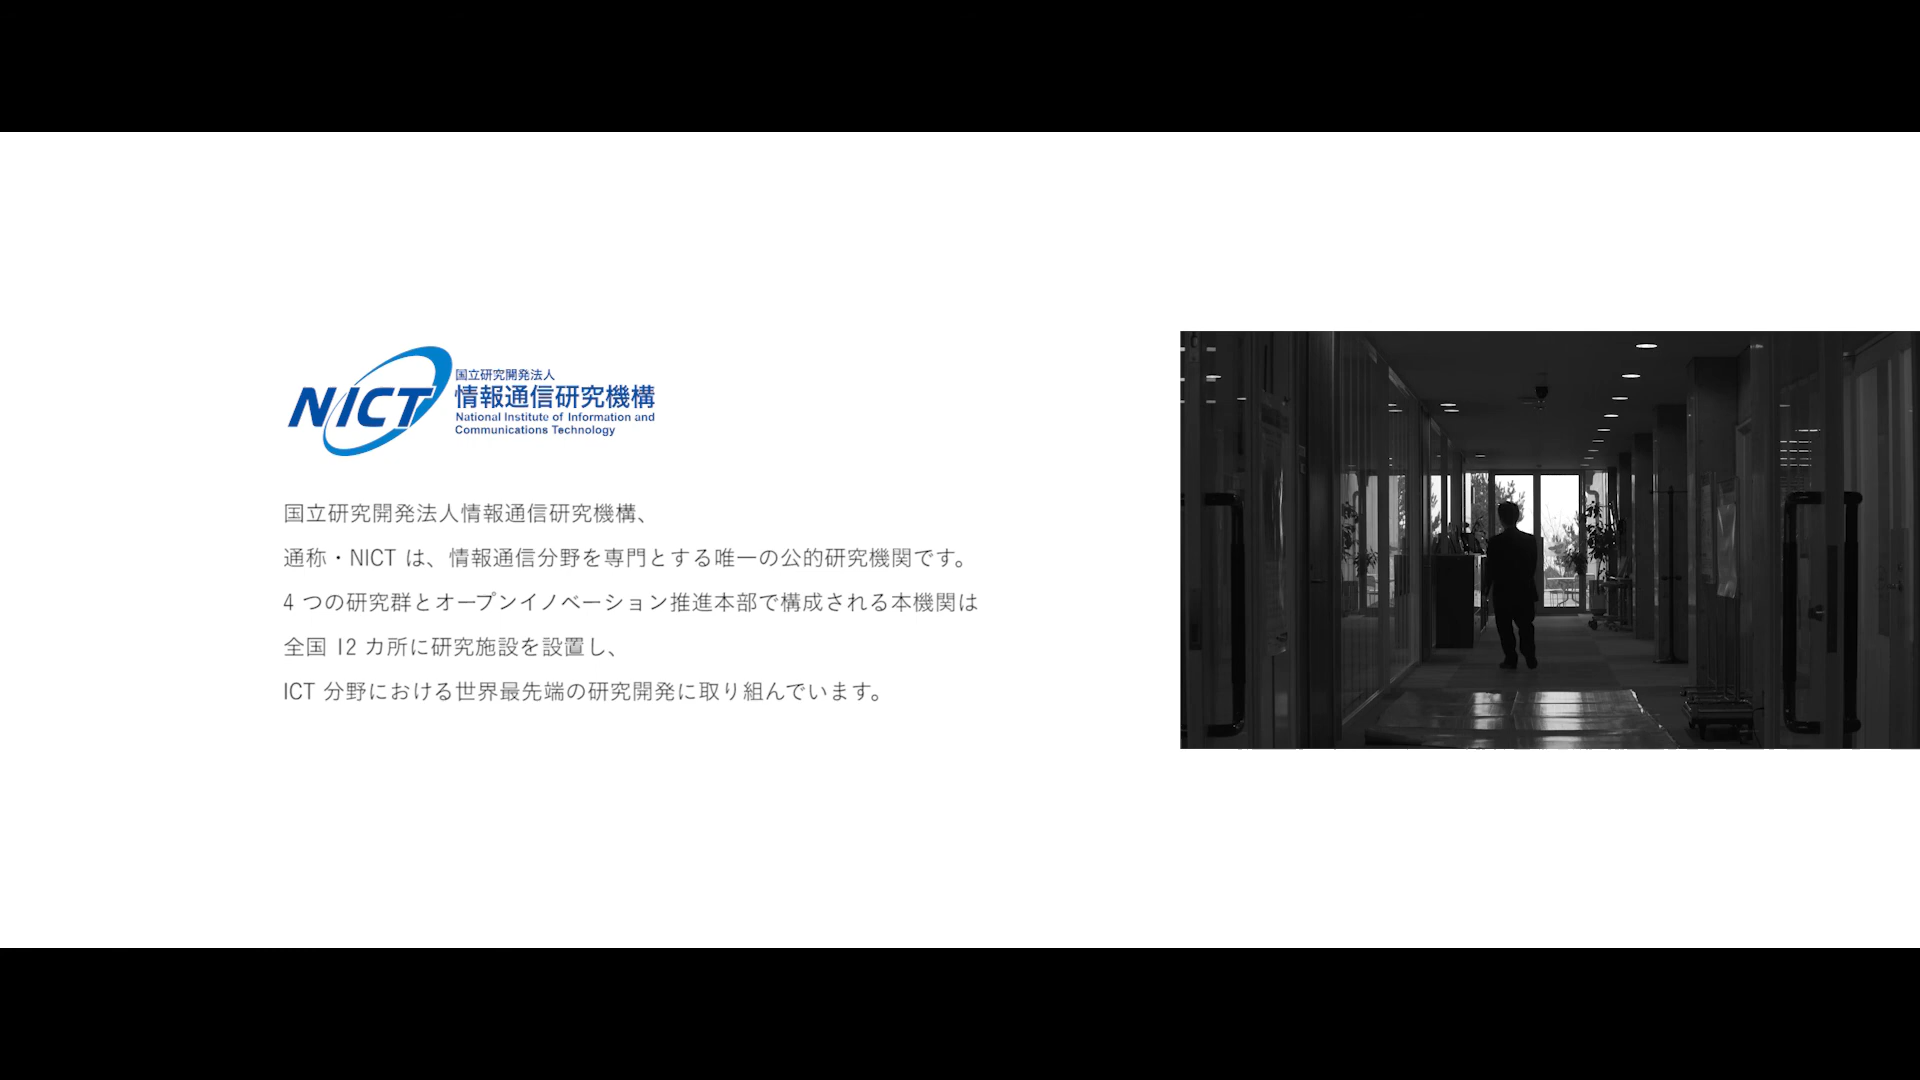 NICT
国立研究開発法人
情報通信研究機構
National Institute of Information and
Communications Technology
国立研究開発法人情報通信研究機構、
通称・NICT は、情報通信分野を専門とする唯一の公的研究機関です。
4 つの研究群とオープンイノベーション推進本部で構成される本機関は
全国 12 カ所に研究施設を設置し、
ICT 分野における世界最先端の研究開発に取り組んでいます。